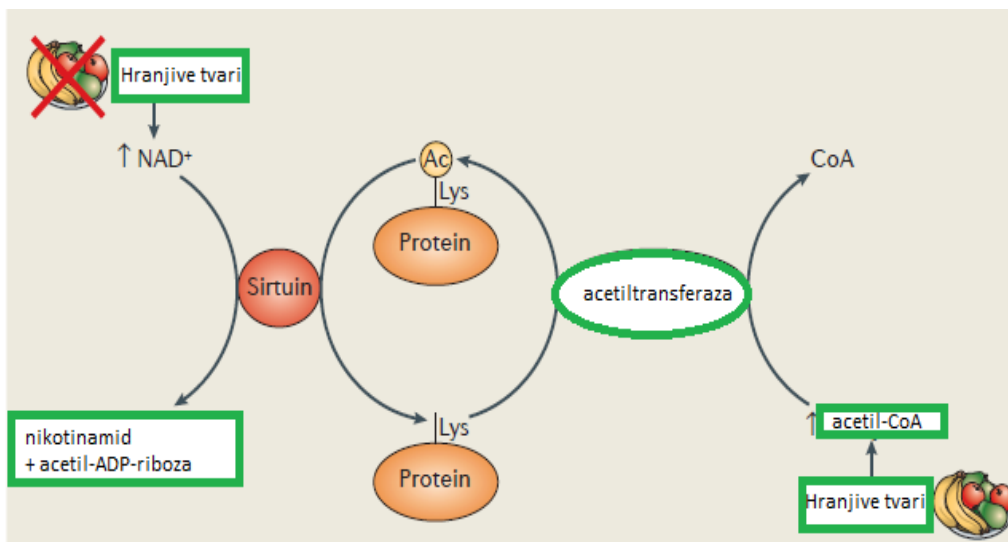 Hranjive tvari
↑ NAD⁺
Ac
Lys
Protein
CoA
Sirtuin
acetiltransferaza
nikotinamid
+ acetil-ADP-riboza
Lys
Protein
↑ acetil-CoA
Hranjive tvari